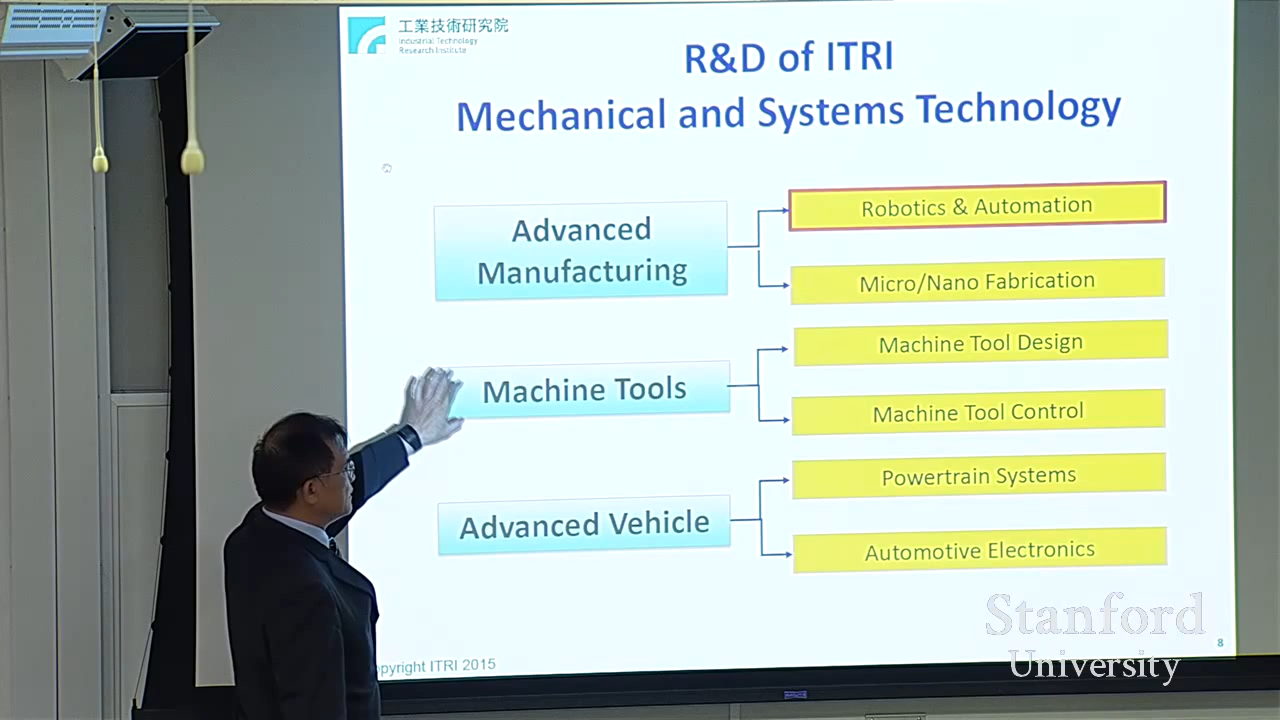 工業技術研究院
Industrial Technology
Research Institute
R&D of ITRI
Mechanical and Systems Technology
Advanced
Manufacturing
Robotics & Automation
Micro/Nano Fabrication
Machine Tools
Machine Tool Design
Machine Tool Control
Advanced Vehicle
Powertrain Systems
Automotive Electronics
opyright ITRI 2015
8
Stanford
University